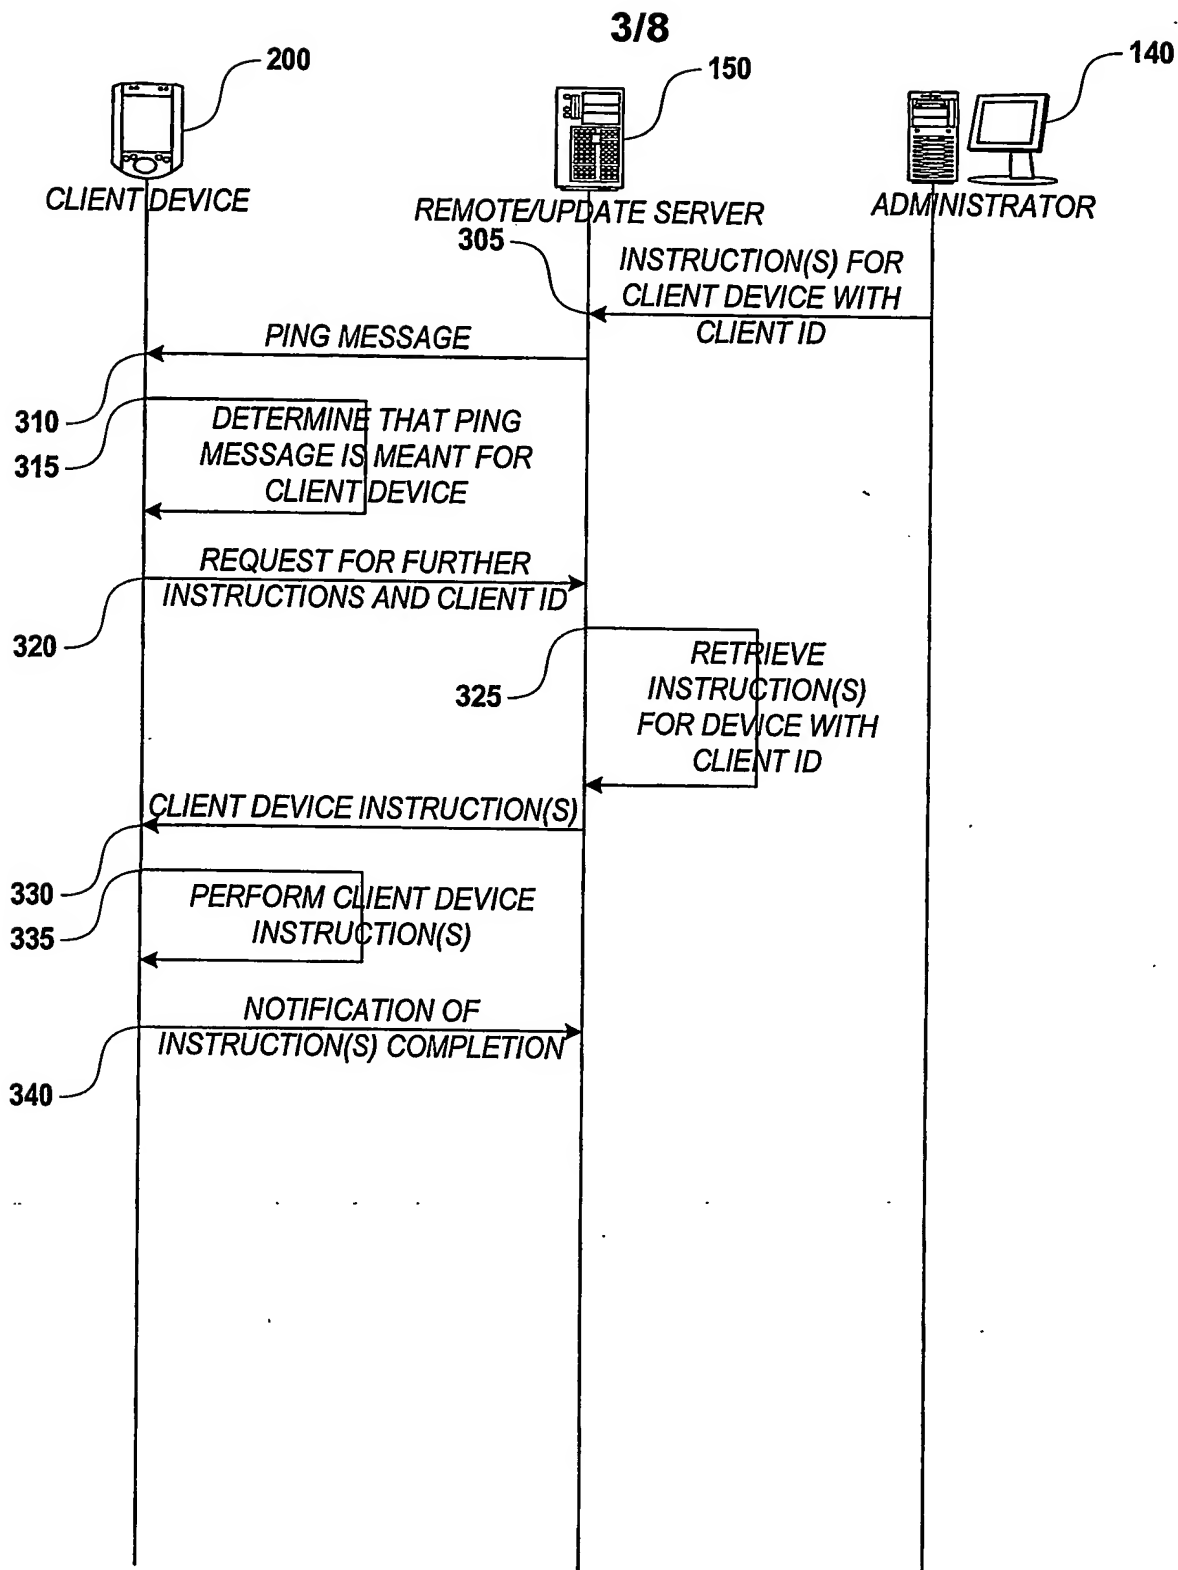 3/8
200
150
140
CLIENT DEVICE
REMOTE/UPDATE SERVER
ADMINISTRATOR
305
INSTRUCTION(S) FOR
CLIENT DEVICE WITH
CLIENT ID
PING MESSAGE
310
315
DETERMINE THAT PING
MESSAGE IS MEANT FOR
CLIENT DEVICE
REQUEST FOR FURTHER
INSTRUCTIONS AND CLIENT ID
320
325
RETRIEVE
INSTRUCTION(S)
FOR DEVICE WITH
CLIENT ID
CLIENT DEVICE INSTRUCTION(S)
330
335
PERFORM CLIENT DEVICE
INSTRUCTION(S)
NOTIFICATION OF
INSTRUCTION(S) COMPLETION
340